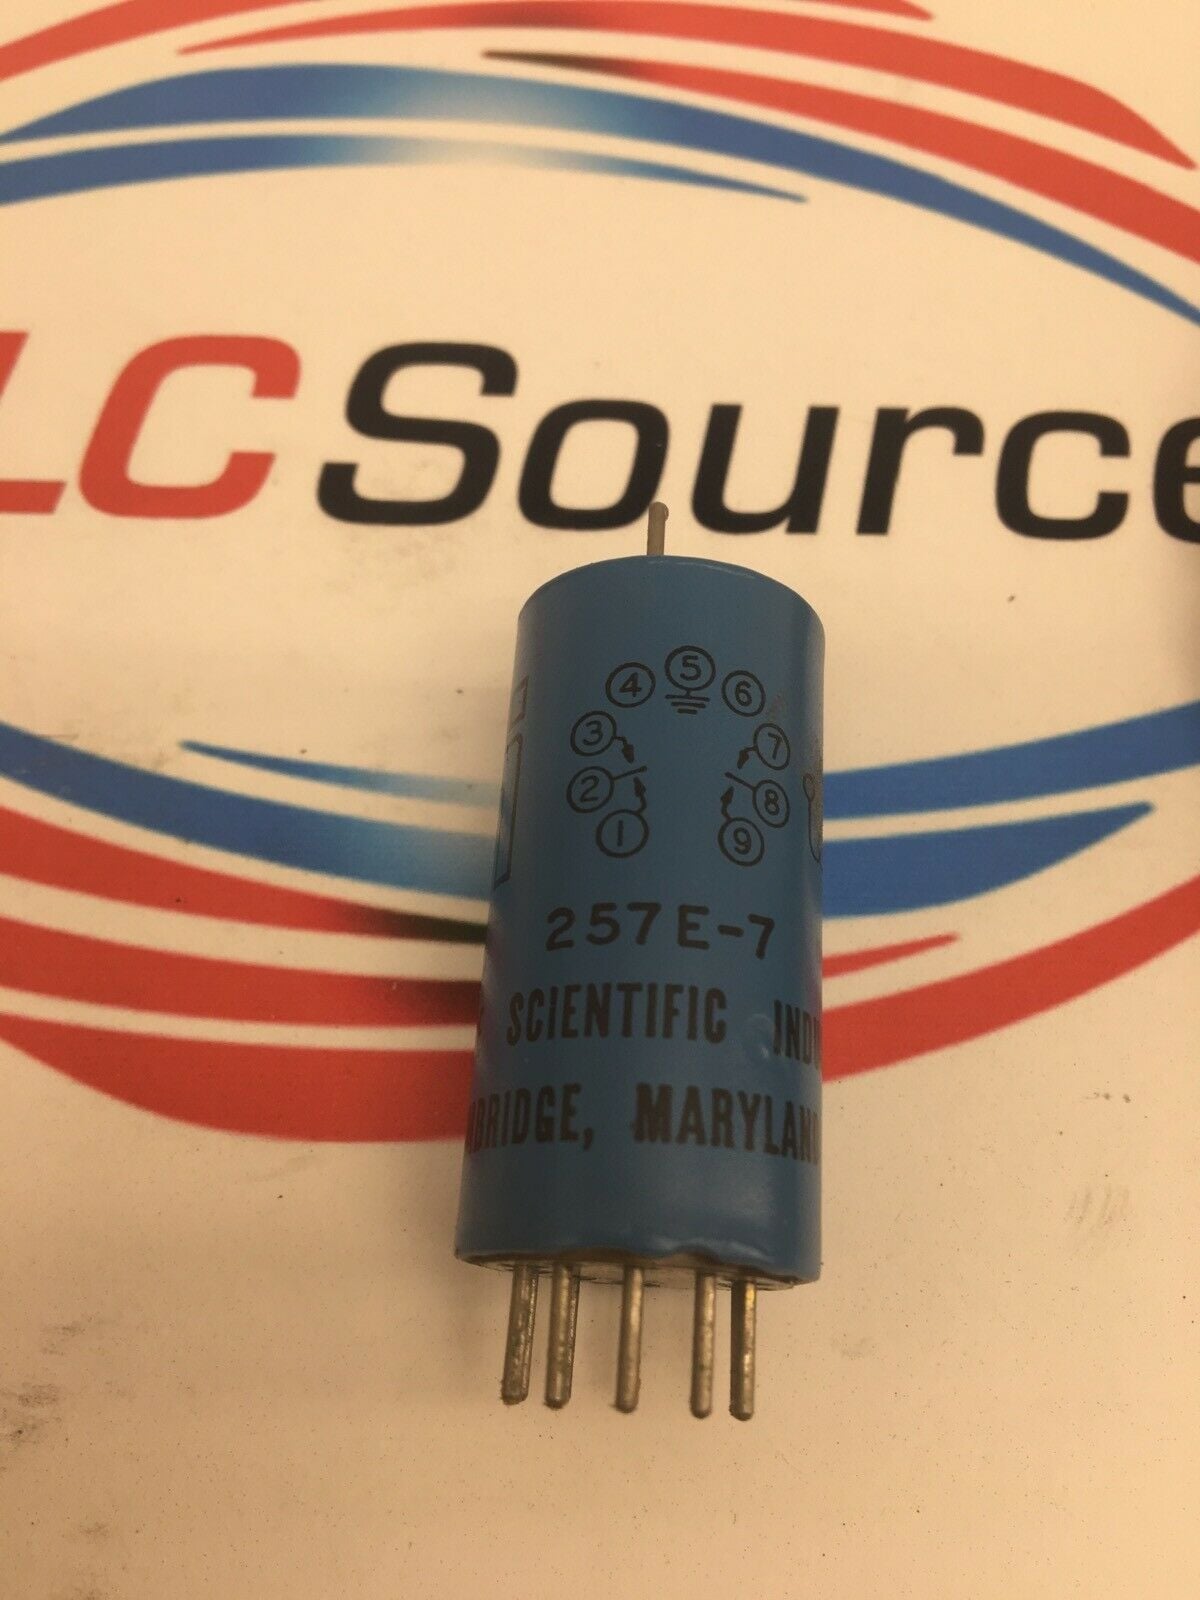 LCSource
5
4 6
3 7
2 8
1 9
257E-7
SCIENTIFIC
MARYLAND